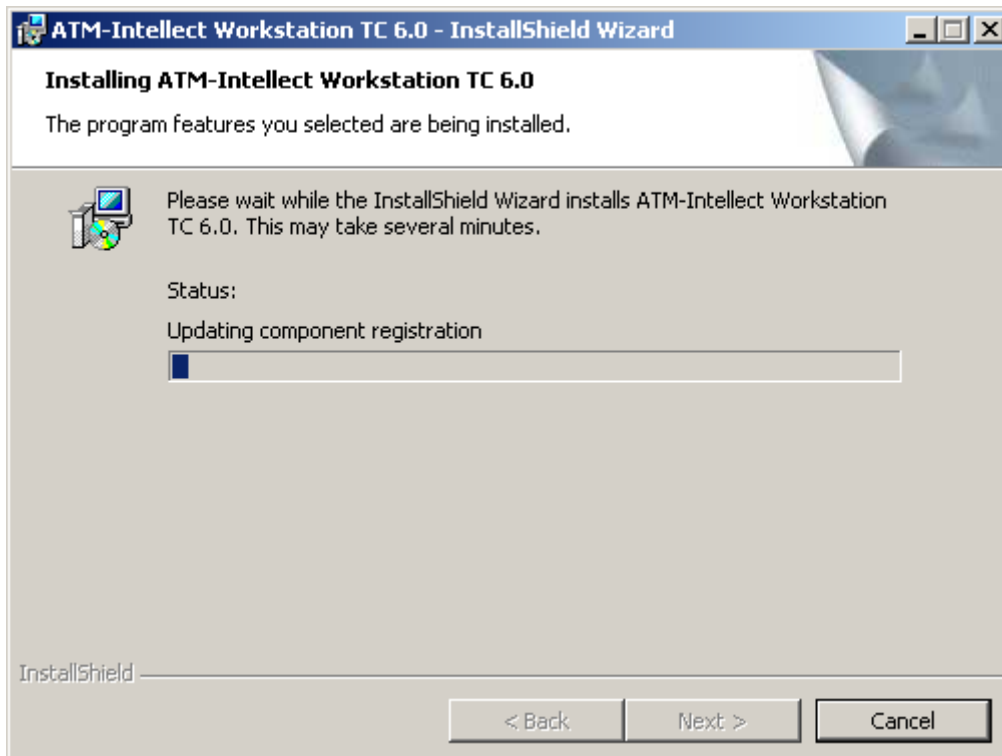 ATM-Intellect Workstation TC 6.0 - InstallShield Wizard
Installing ATM-Intellect Workstation TC 6.0
The program features you selected are being installed.
Please wait while the InstallShield Wizard installs ATM-Intellect Workstation
TC 6.0. This may take several minutes.
Status:
Updating component registration
InstallShield
< Back
Next >
Cancel